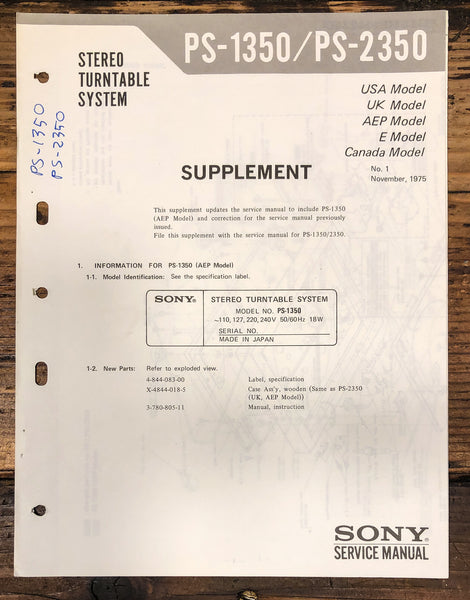 PS-1350/PS-2350
STEREO
TURNTABLE
SYSTEM
USA Model
UK Model
AEP Model
E Model
Canada Model
PS-1350
PS-2350
SUPPLEMENT
No. 1
November, 1975
This supplement updates the service manual to include PS-1350
(AEP Model) and correction for the service manual previously
issued.
File this supplement with the service manual for PS-1350/2350.
1. INFORMATION FOR PS-1350 (AEP Model)
1-1. Model Identification: See the specification label.
SONY® STEREO TURNTABLE SYSTEM
MODEL NO. PS-1350
~110, 127, 220, 240V 50/60Hz 18W
SERIAL NO.
MADE IN JAPAN
1-2. New Parts: Refer to exploded view.
4-844-083-00 Label, specification
X-4844-018-5 Case Ass'y, wooden (Same as PS-2350
(UK, AEP Model))
3-780-805-11 Manual, instruction
SONY®
SERVICE MANUAL